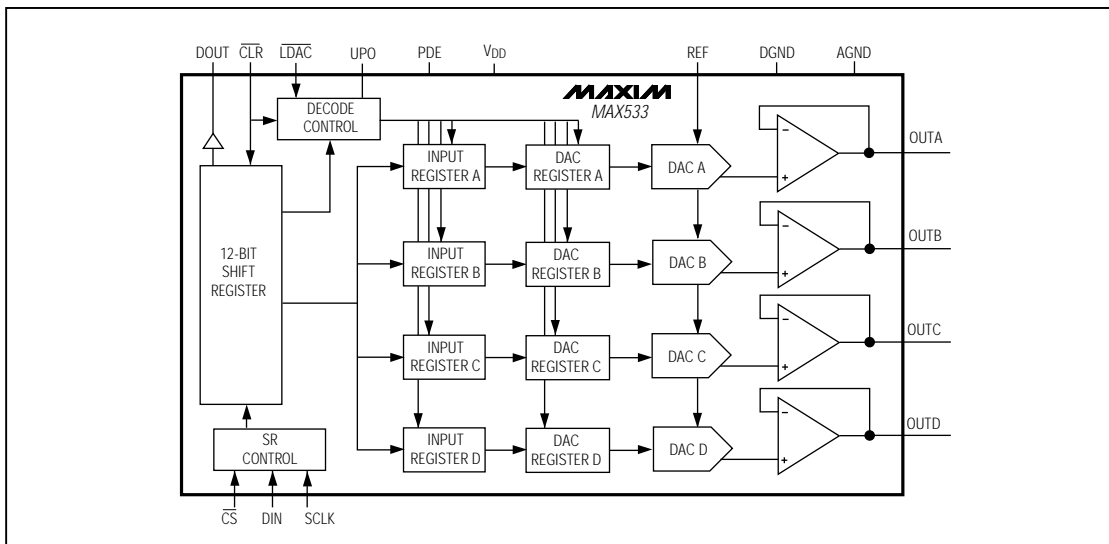 DOUT CLR LDAC UPO PDE VDD REF DGND AGND
MAXIM
MAX533
DECODE
CONTROL
INPUT
REGISTER A
DAC
REGISTER A
DAC A
−
+
OUTA
12-BIT
SHIFT
REGISTER
INPUT
REGISTER B
DAC
REGISTER B
DAC B
−
+
OUTB
INPUT
REGISTER C
DAC
REGISTER C
DAC C
−
+
OUTC
SR
CONTROL
INPUT
REGISTER D
DAC
REGISTER D
DAC D
−
+
OUTD
CS DIN SCLK